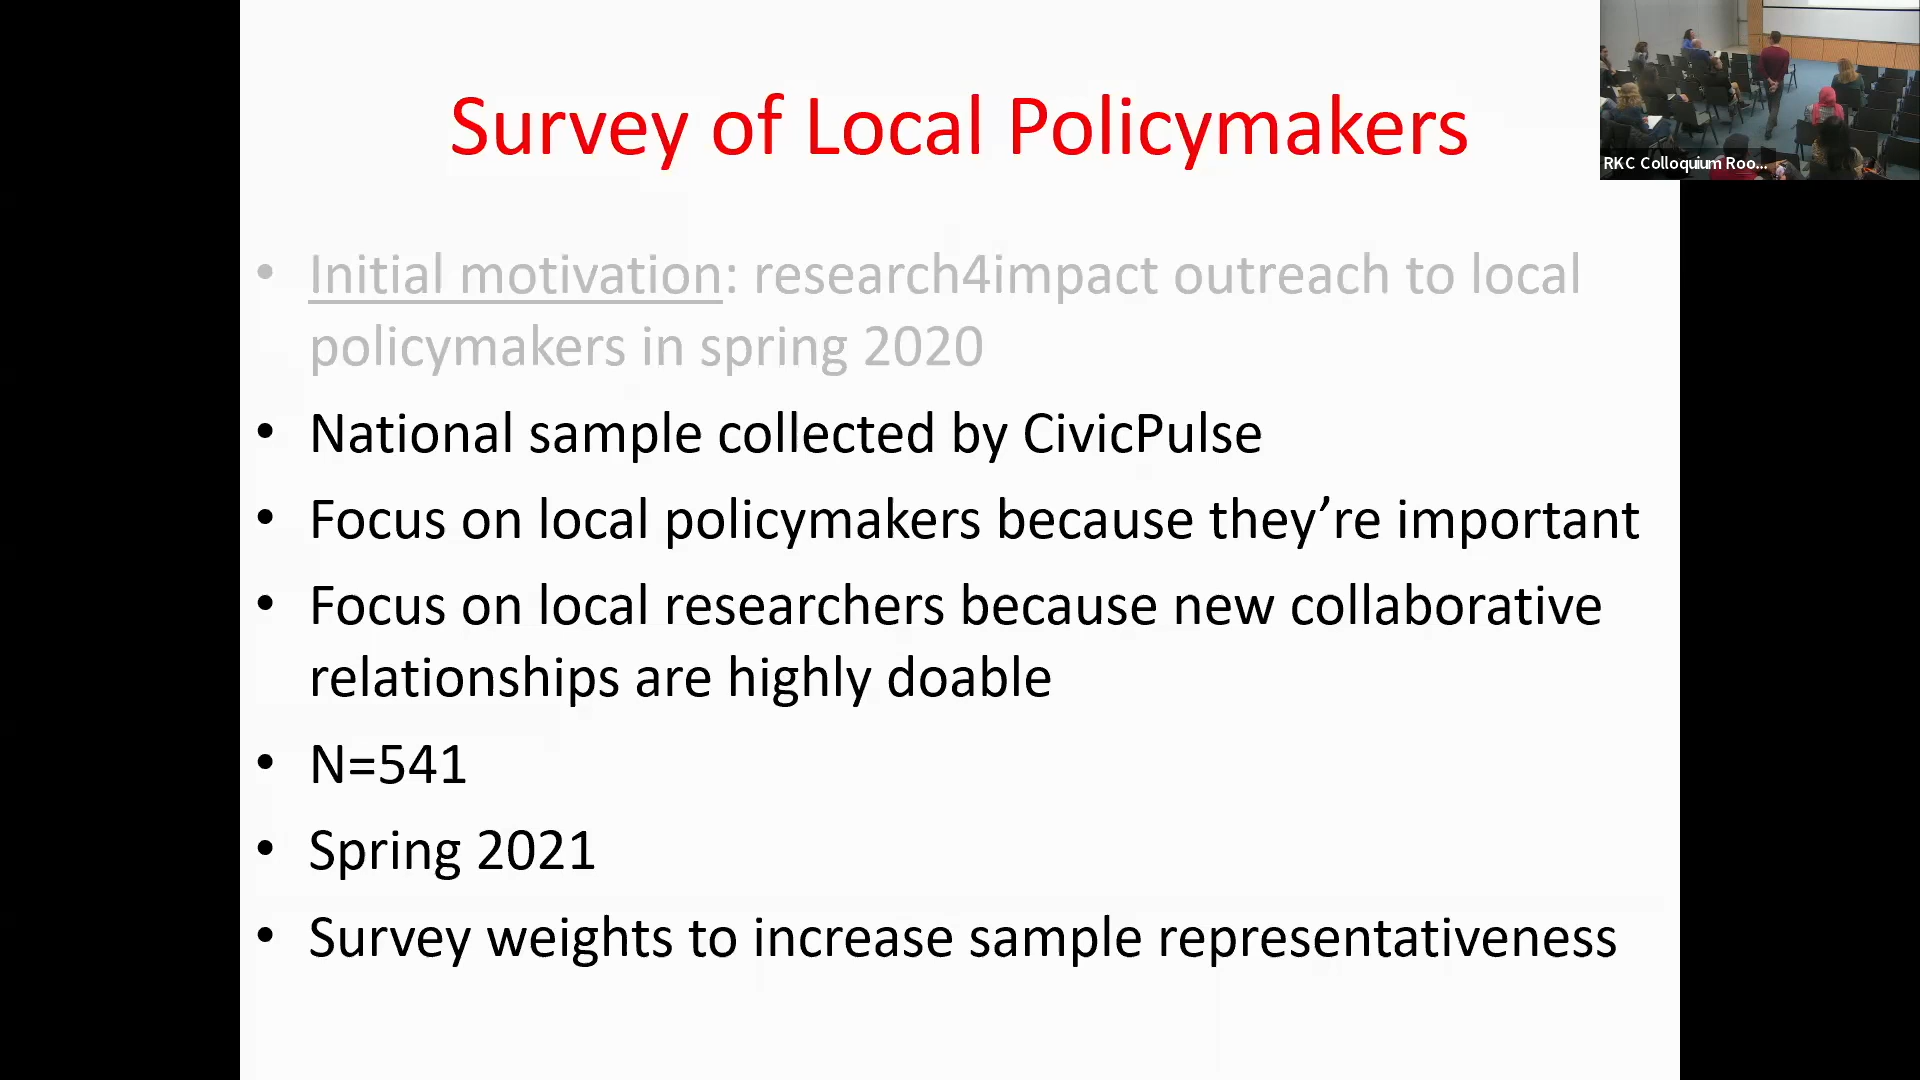 Survey of Local Policymakers
RKC Colloquium Roo...
• Initial motivation: research4impact outreach to local
policymakers in spring 2020
• National sample collected by CivicPulse
• Focus on local policymakers because they’re important
• Focus on local researchers because new collaborative
relationships are highly doable
• N=541
• Spring 2021
• Survey weights to increase sample representativeness